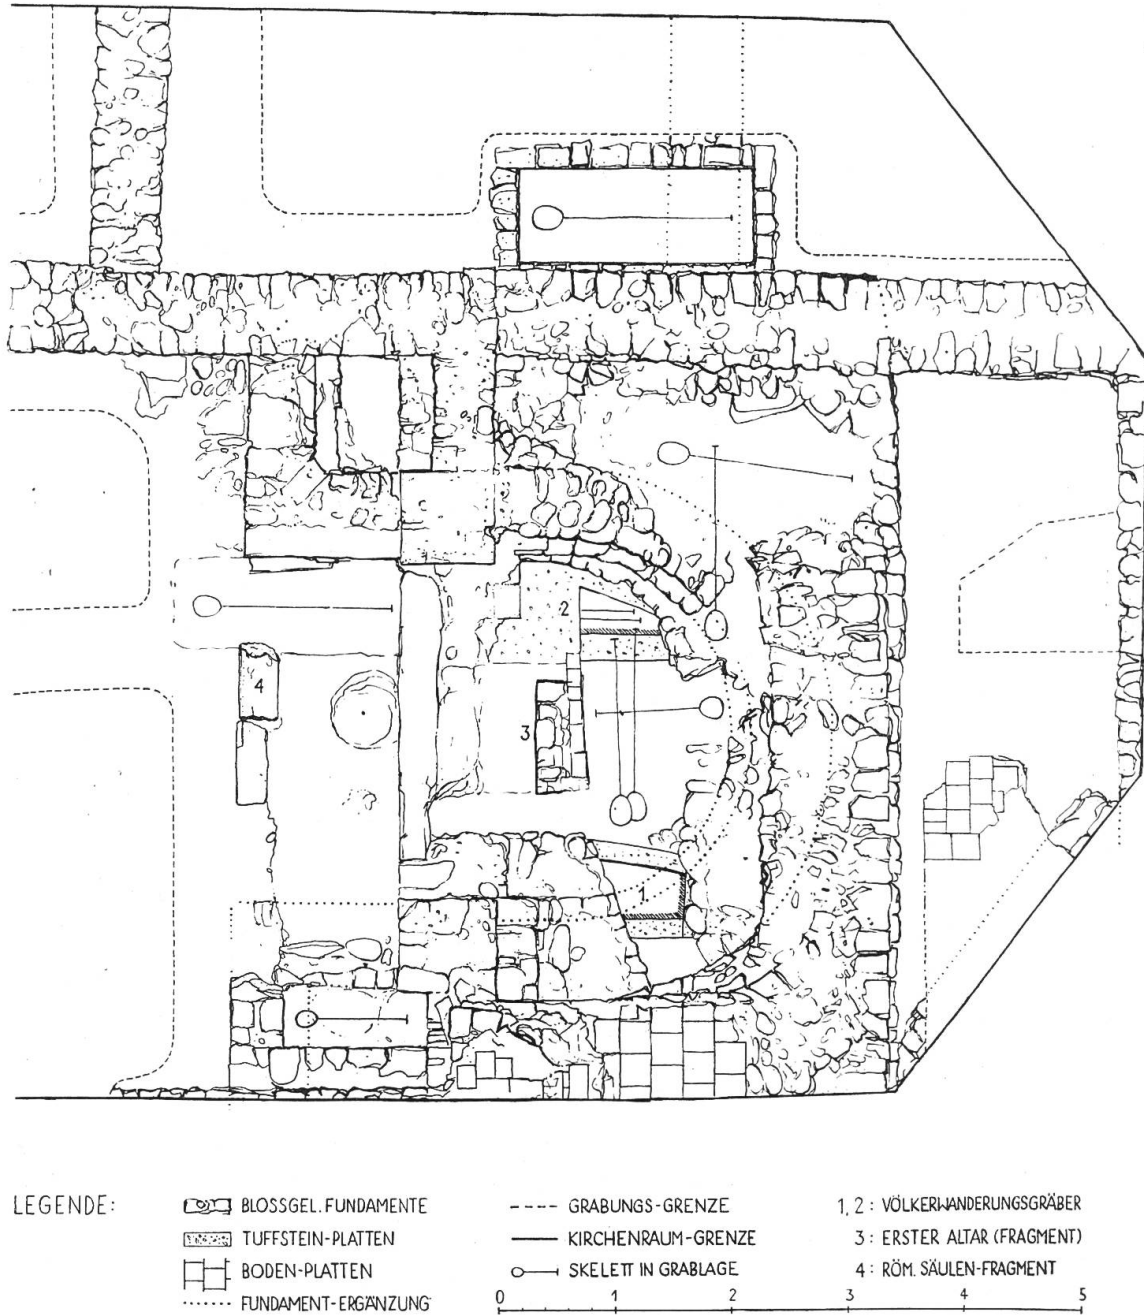 2
4
3
1
LEGENDE:
BLOSSGEL. FUNDAMENTE
TUFFSTEIN-PLATTEN
BODEN-PLATTEN
FUNDAMENT-ERGÄNZUNG
GRABUNGS-GRENZE
KIRCHENRAUM-GRENZE
SKELETT IN GRABLAGE
1, 2: VÖLKERWANDERUNGSGRÄBER
3: ERSTER ALTAR (FRAGMENT)
4: RÖM. SÄULEN-FRAGMENT
0 1 2 3 4 5